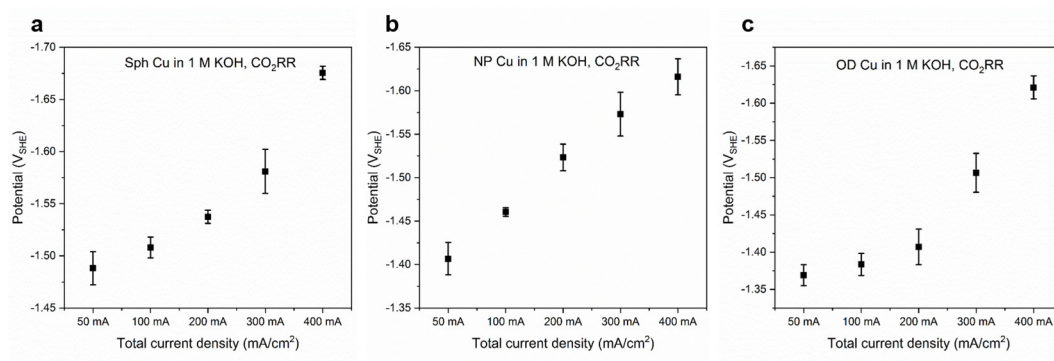 a
Sph Cu in 1 M KOH, CO₂RR
Potential (V_SHE)
-1.70
-1.65
-1.60
-1.55
-1.50
-1.45
50 mA 100 mA 200 mA 300 mA 400 mA
Total current density (mA/cm²)
b
NP Cu in 1 M KOH, CO₂RR
Potential (V_SHE)
-1.65
-1.60
-1.55
-1.50
-1.45
-1.40
-1.35
50 mA 100 mA 200 mA 300 mA 400 mA
Total current density (mA/cm²)
c
OD Cu in 1 M KOH, CO₂RR
Potential (V_SHE)
-1.65
-1.60
-1.55
-1.50
-1.45
-1.40
-1.35
50 mA 100 mA 200 mA 300 mA 400 mA
Total current density (mA/cm²)